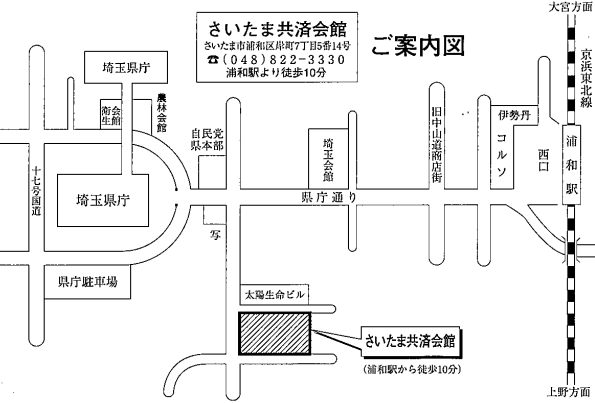 さいたま共済会館
さいたま市浦和区岸町7丁目5番14号
☎(048)822-3330
浦和駅より徒歩10分
ご案内図
大宮方面
京浜東北線
埼玉県庁
衛生会館
農林会館
自民党
県本部
埼玉会館
旧中山道商店街
伊勢丹
コルソ
西口
浦和駅
十七号国道
埼玉県庁
県庁通り
写
県庁駐車場
太陽生命ビル
さいたま共済会館
(浦和駅から徒歩10分)
上野方面